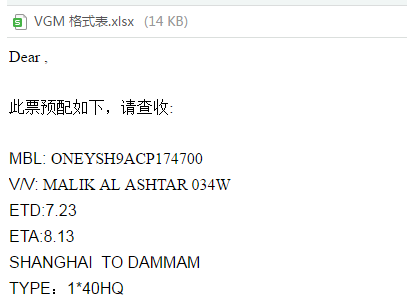 VGM 格式表.xlsx (14 KB)
Dear ,
此票预配如下，请查收:
MBL: ONEYSH9ACP174700
V/V: MALIK AL ASHTAR 034W
ETD:7.23
ETA:8.13
SHANGHAI TO DAMMAM
TYPE：1*40HQ